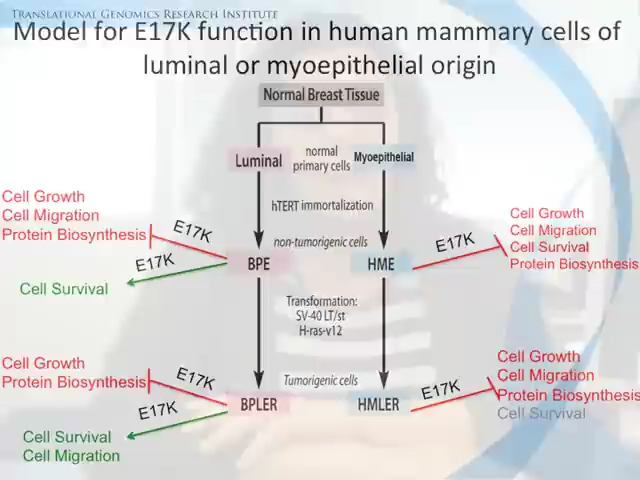 TRANSLATIONAL GENOMICS RESEARCH INSTITUTE
Model for E17K function in human mammary cells of
luminal or myoepithelial origin
Normal Breast Tissue
Luminal
normal
primary cells
Myoepithelial
hTERT immortalization
Cell Growth
Cell Migration
Protein Biosynthesis
E17K
non-tumorigenic cells
E17K
Cell Growth
Cell Migration
Cell Survival
Protein Biosynthesis
E17K
BPE
HME
Cell Survival
Transformation:
SV-40 LT/st
H-ras-v12
Cell Growth
Protein Biosynthesis
E17K
Tumorigenic cells
E17K
Cell Growth
Cell Migration
Protein Biosynthesis
Cell Survival
E17K
BPLER
HMLER
Cell Survival
Cell Migration